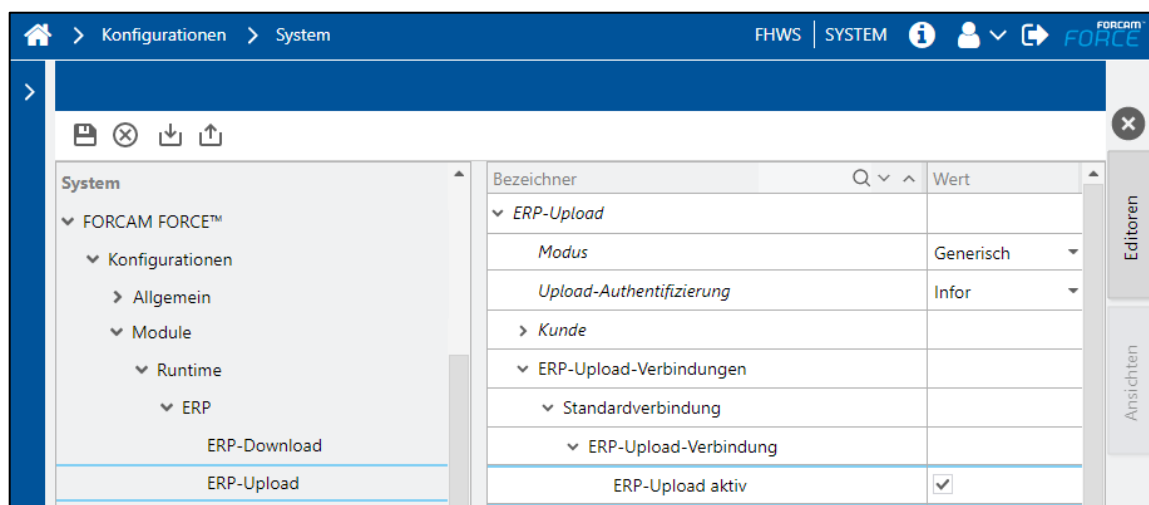 Konfigurationen System FHWS SYSTEM FORCAM FORCE
System
FORCAM FORCE™
Konfigurationen
Allgemein
Module
Runtime
ERP
ERP-Download
ERP-Upload
Bezeichner Wert
ERP-Upload
Modus Generisch
Upload-Authentifizierung Infor
Kunde
ERP-Upload-Verbindungen
Standardverbindung
ERP-Upload-Verbindung
ERP-Upload aktiv
Editoren
Ansichten